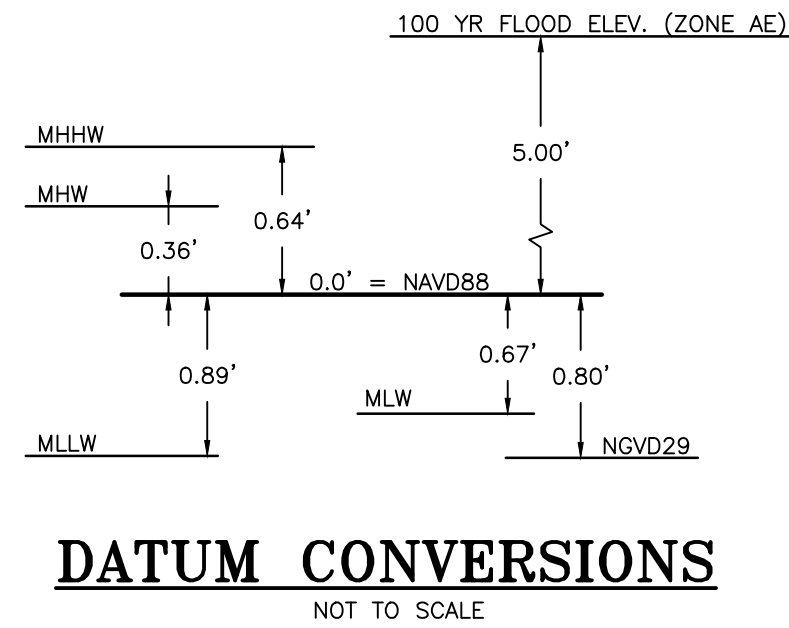 100 YR FLOOD ELEV. (ZONE AE)
MHHW
5.00'
MHW
0.64'
0.36'
0.0' = NAVD88
0.67'
0.89'
0.80'
MLW
MLLW
NGVD29
DATUM CONVERSIONS
NOT TO SCALE